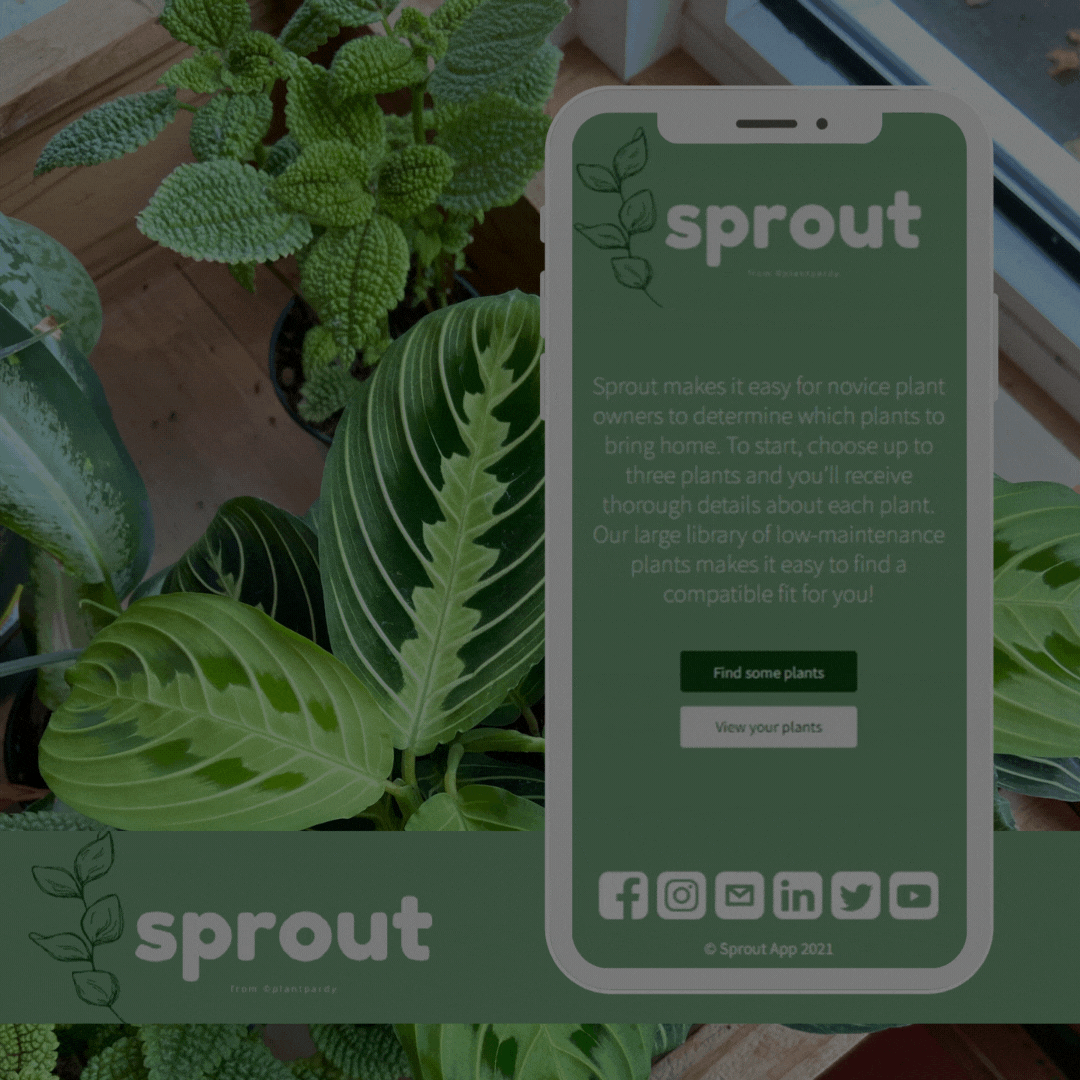 sprout
from ©plantpardy
Sprout makes it easy for novice plant
owners to determine which plants to
bring home. To start, choose up to
three plants and you'll receive
thorough details about each plant.
Our large library of low-maintenance
plants makes it easy to find a
compatible fit for you!
Find some plants
View your plants
© Sprout App 2021
sprout
from ©plantpardy